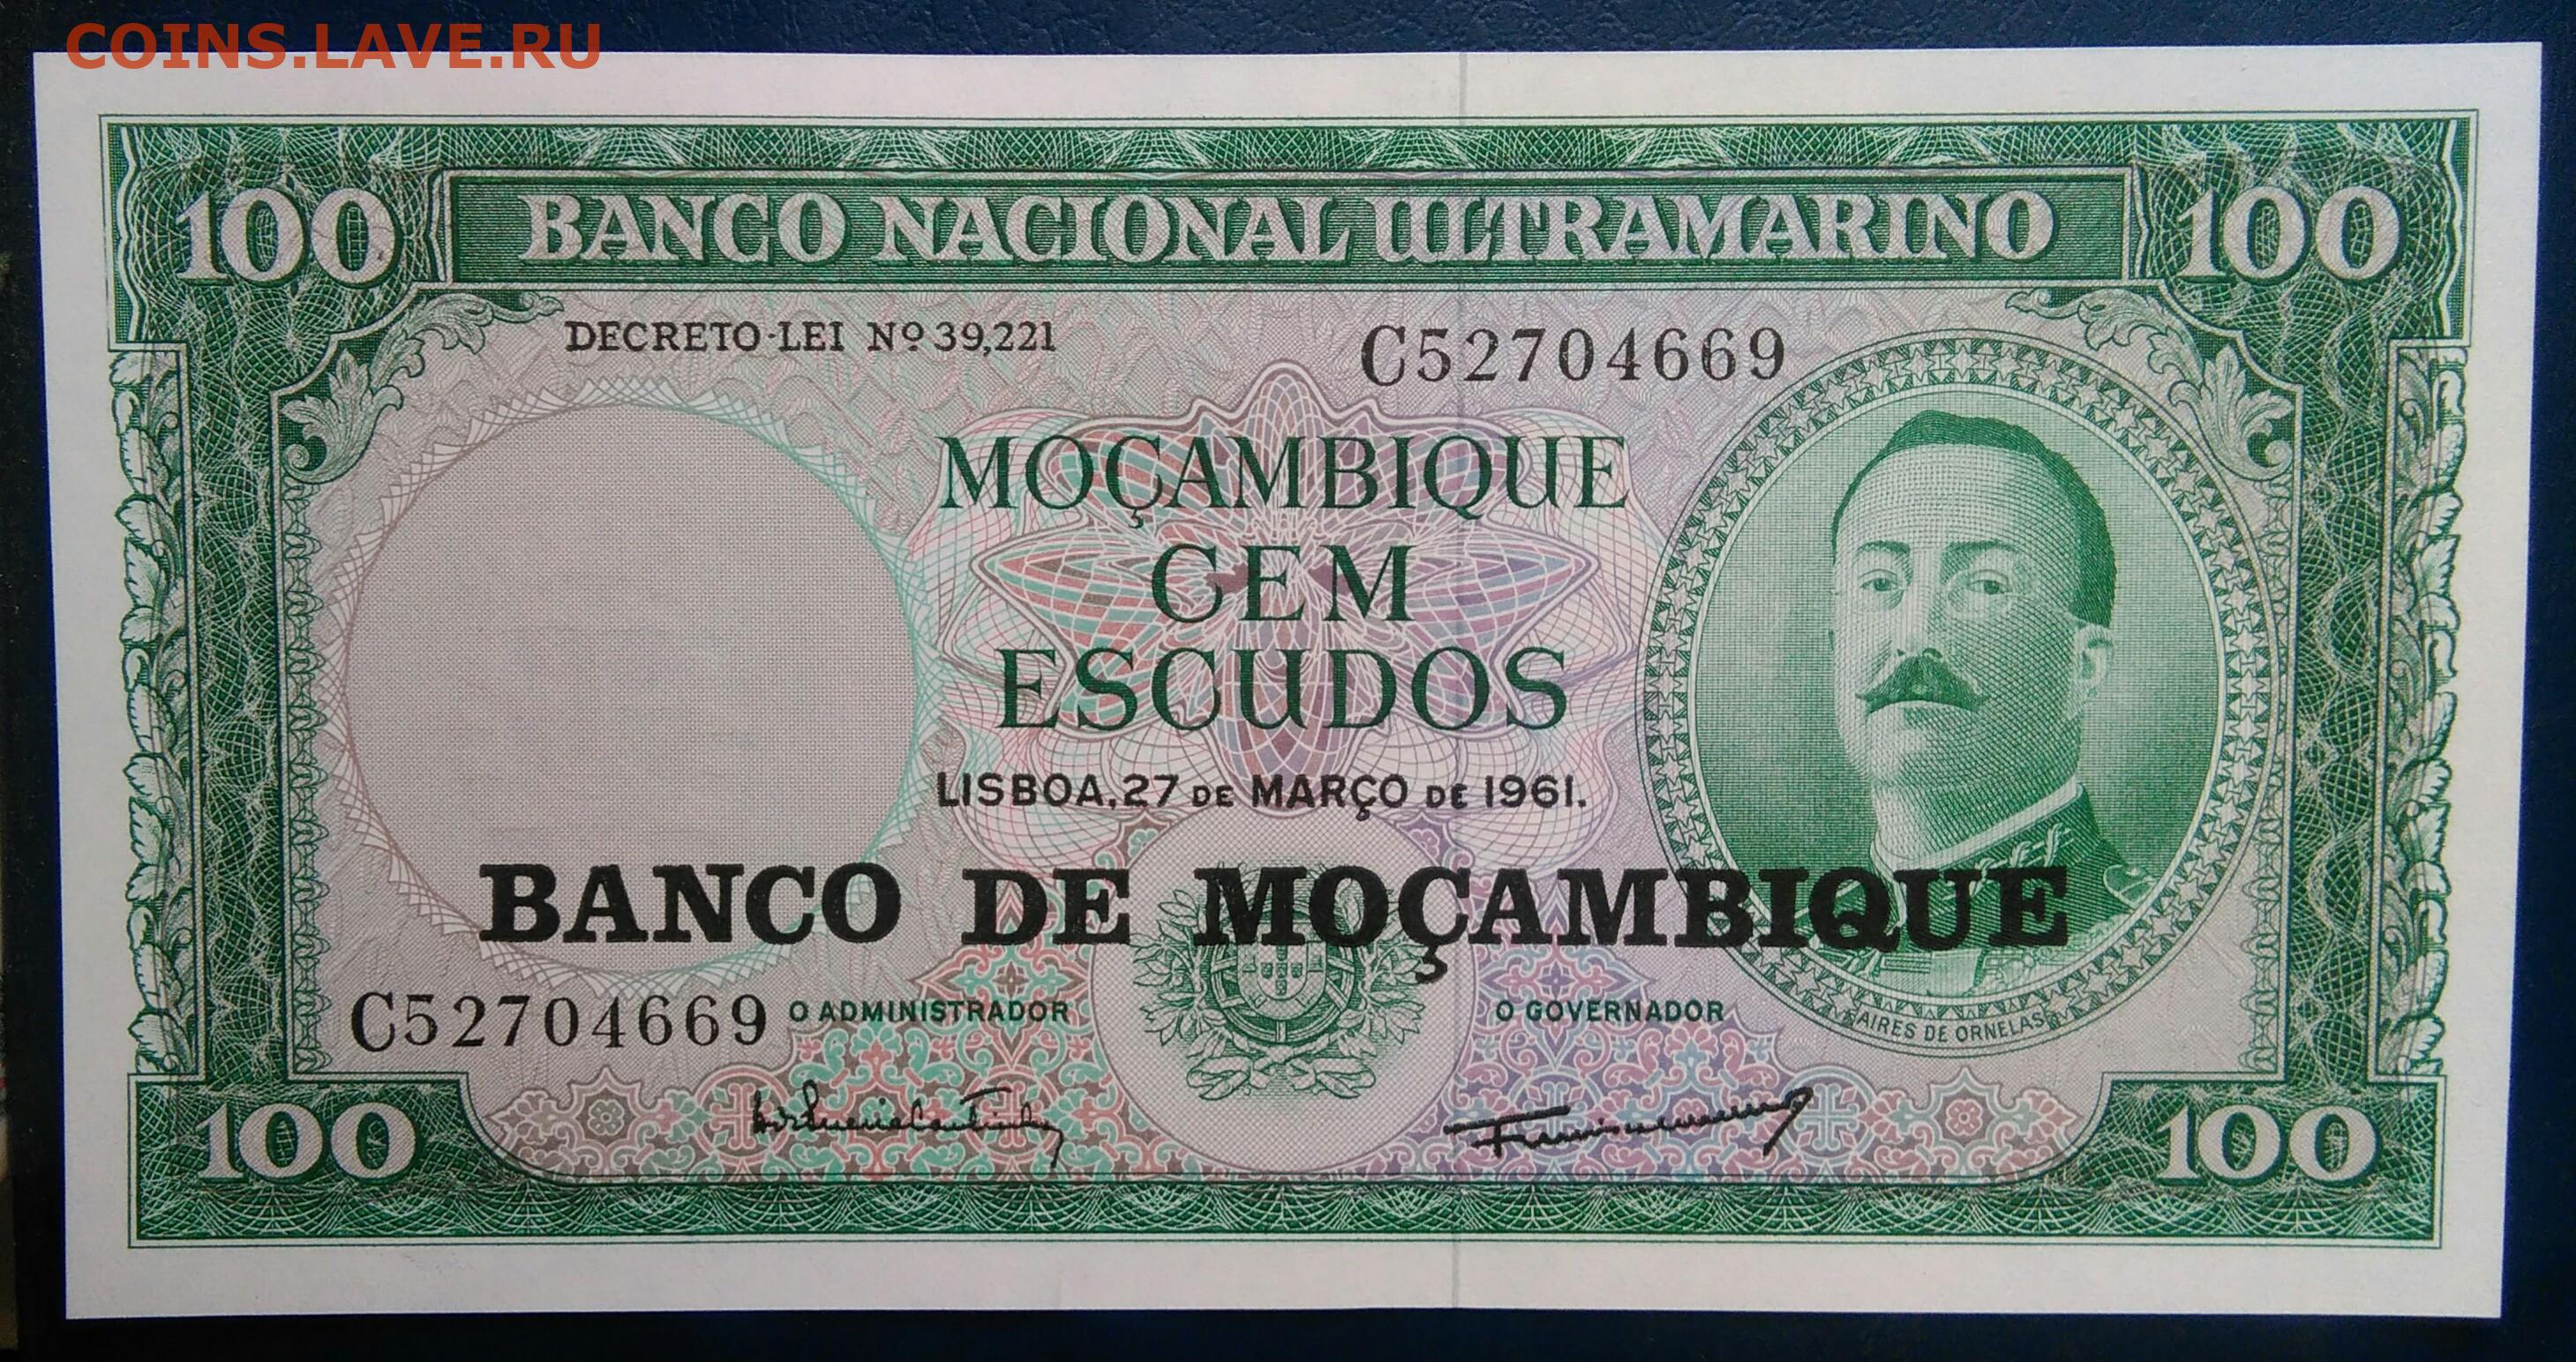 COINS.LAVE.RU
100 BANCO NACIONAL ULTRAMARINO 100
DECRETO-LEI Nº 39,221
C52704669
MOÇAMBIQUE
CEM
ESCUDOS
LISBOA, 27 DE MARÇO DE 1961.
BANCO DE MOÇAMBIQUE
C52704669
O ADMINISTRADOR
O GOVERNADOR
AIRES DE ORNELAS
100
100